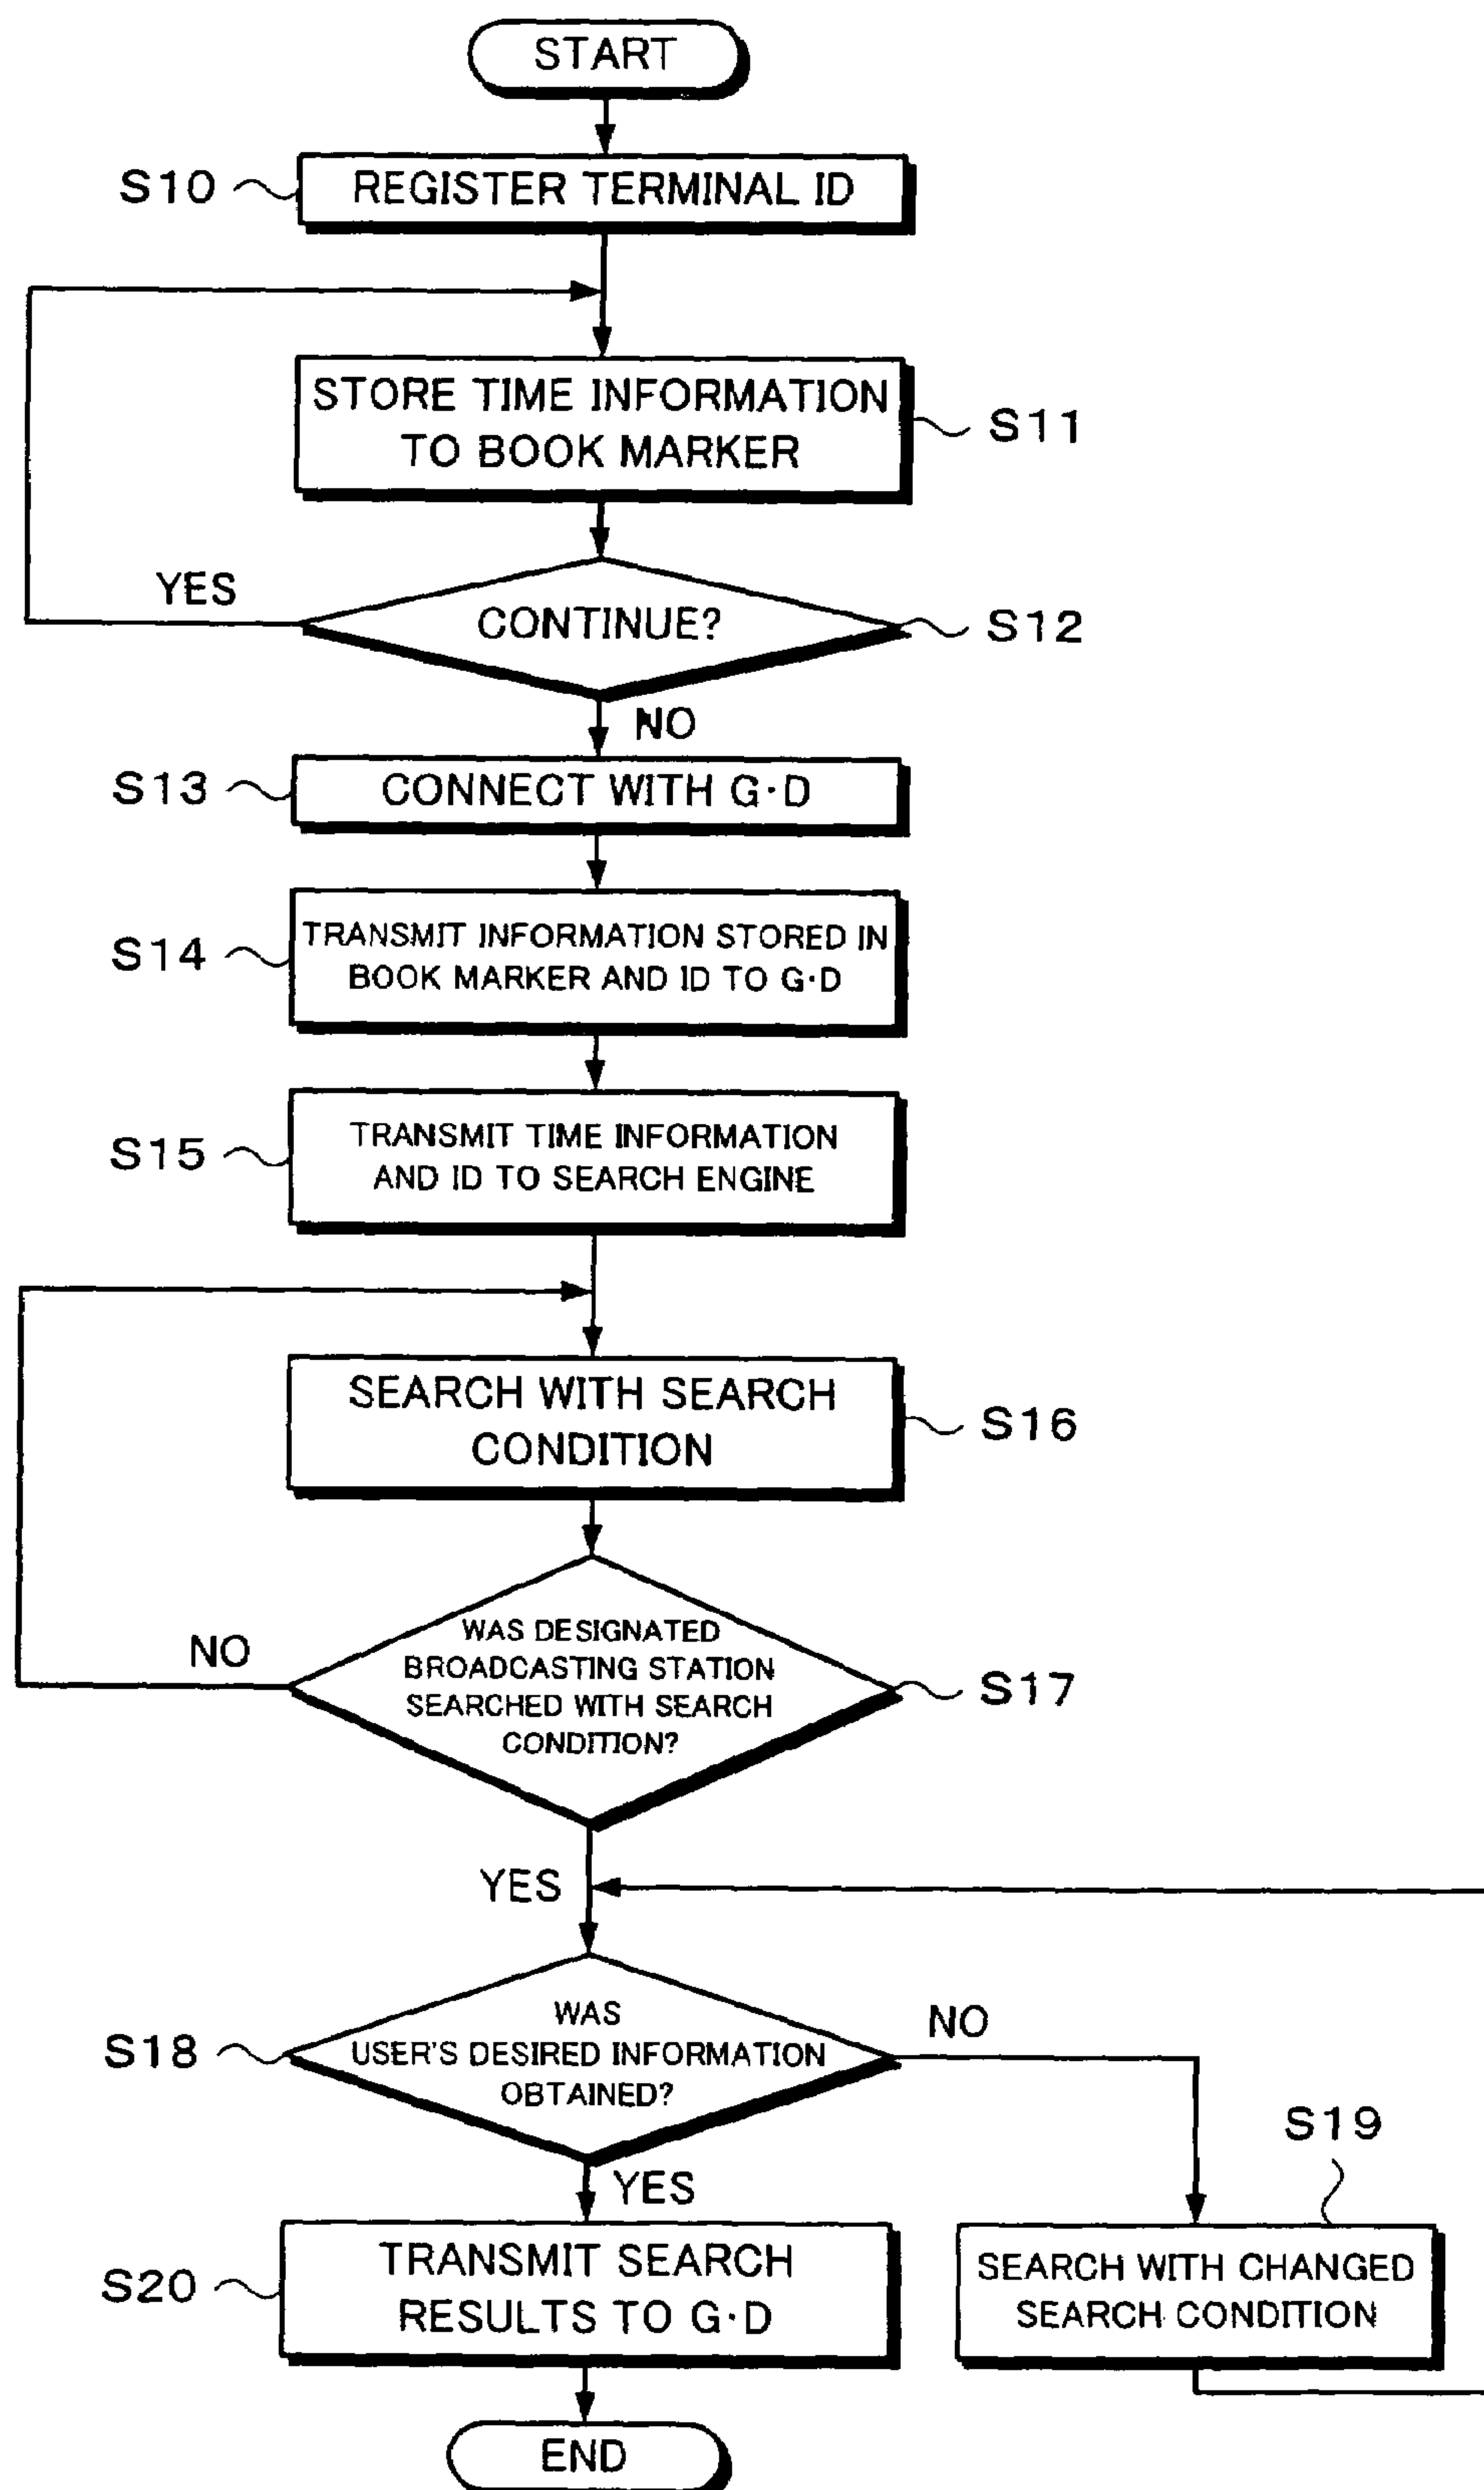 START
S10
REGISTER TERMINAL ID
STORE TIME INFORMATION
TO BOOK MARKER
S11
YES
CONTINUE?
S12
NO
S13
CONNECT WITH G·D
S14
TRANSMIT INFORMATION STORED IN
BOOK MARKER AND ID TO G·D
S15
TRANSMIT TIME INFORMATION
AND ID TO SEARCH ENGINE
SEARCH WITH SEARCH
CONDITION
S16
NO
WAS DESIGNATED
BROADCASTING STATION
SEARCHED WITH SEARCH
CONDITION?
S17
YES
S18
WAS
USER'S DESIRED INFORMATION
OBTAINED?
NO
YES
S19
SEARCH WITH CHANGED
SEARCH CONDITION
S20
TRANSMIT SEARCH
RESULTS TO G·D
END